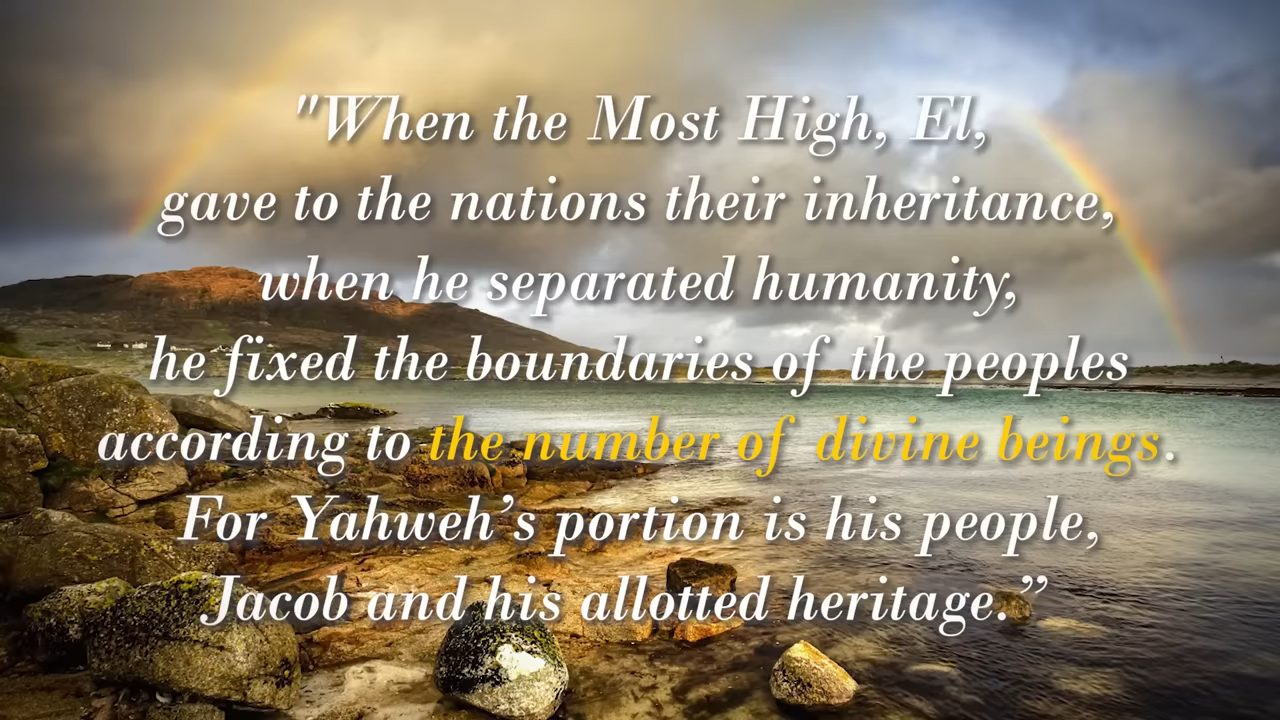 "When the Most High, El,
gave to the nations their inheritance,
when he separated humanity,
he fixed the boundaries of the peoples
according to the number of divine beings.
For Yahweh’s portion is his people,
Jacob and his allotted heritage.”